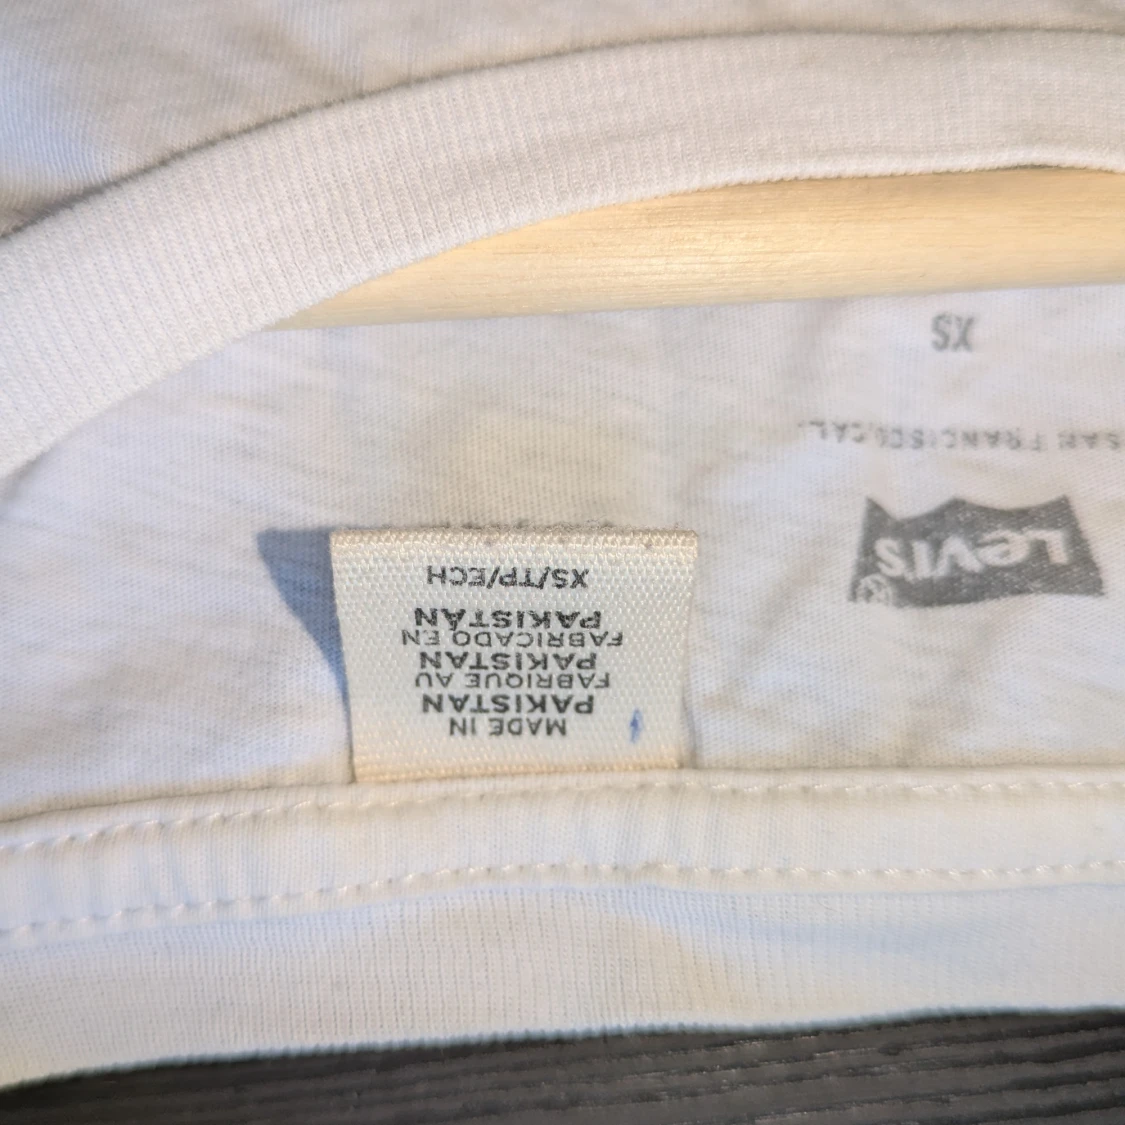 MADE IN
PAKISTAN
FABRIQUE AU
PAKISTAN
FABRICADO EN
PAKISTÁN
XS/TP/ECH
LEVI'S®
SAN FRANCISCO, CAL.
XS